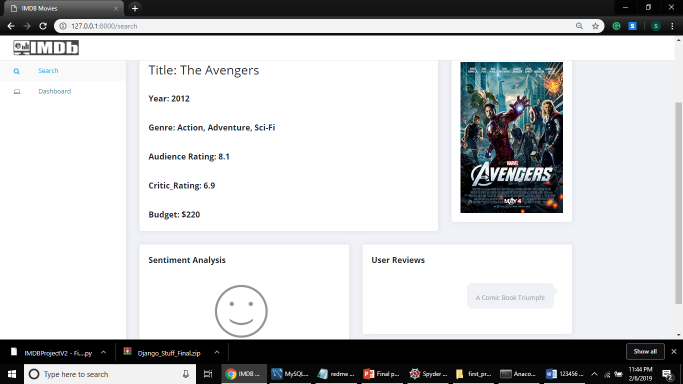 IMDB Movies
127.0.0.1:8000/search
IMDb
Search
Dashboard
Title: The Avengers
Year: 2012
Genre: Action, Adventure, Sci-Fi
Audience Rating: 8.1
Critic_Rating: 6.9
Budget: $220
MARVEL
AVENGERS
MAY 4
Sentiment Analysis
User Reviews
A Comic Book Triumph!
IMDBProjectV2 - Fi....py
Django_Stuff_Final.zip
Show all
Type here to search
IMDB ...
MySQL...
redme ...
Final p...
Spyder ...
first_pr...
Anaco...
123456 ...
11:44 PM
2/8/2019